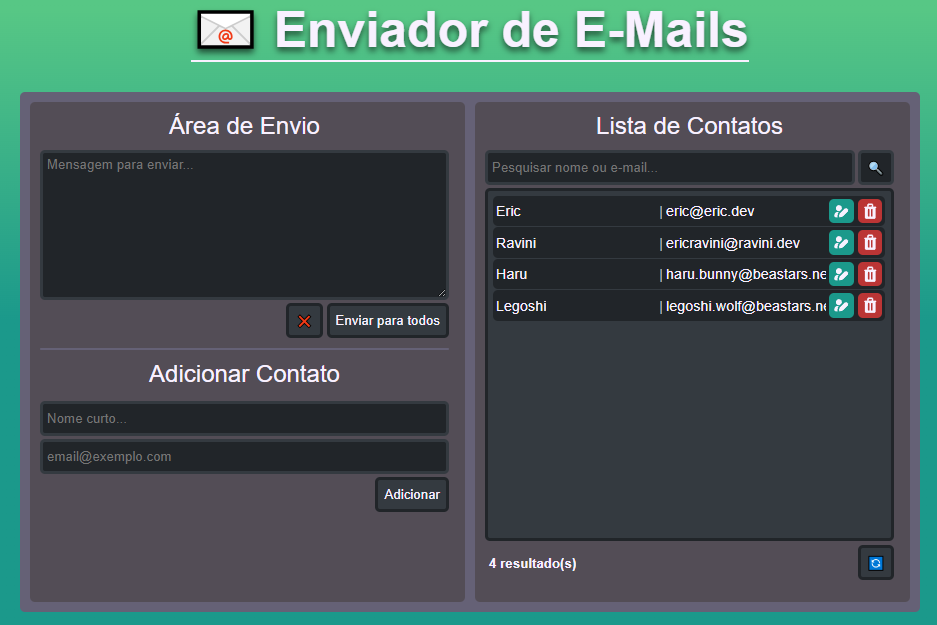 Enviador de E-Mails
Área de Envio
Mensagem para enviar...
Enviar para todos
Adicionar Contato
Nome curto...
email@exemplo.com
Adicionar
Lista de Contatos
Pesquisar nome ou e-mail...
Eric | eric@eric.dev
Ravini | ericravini@ravini.dev
Haru | haru.bunny@beastars.ne
Legoshi | legoshi.wolf@beastars.ne
4 resultado(s)